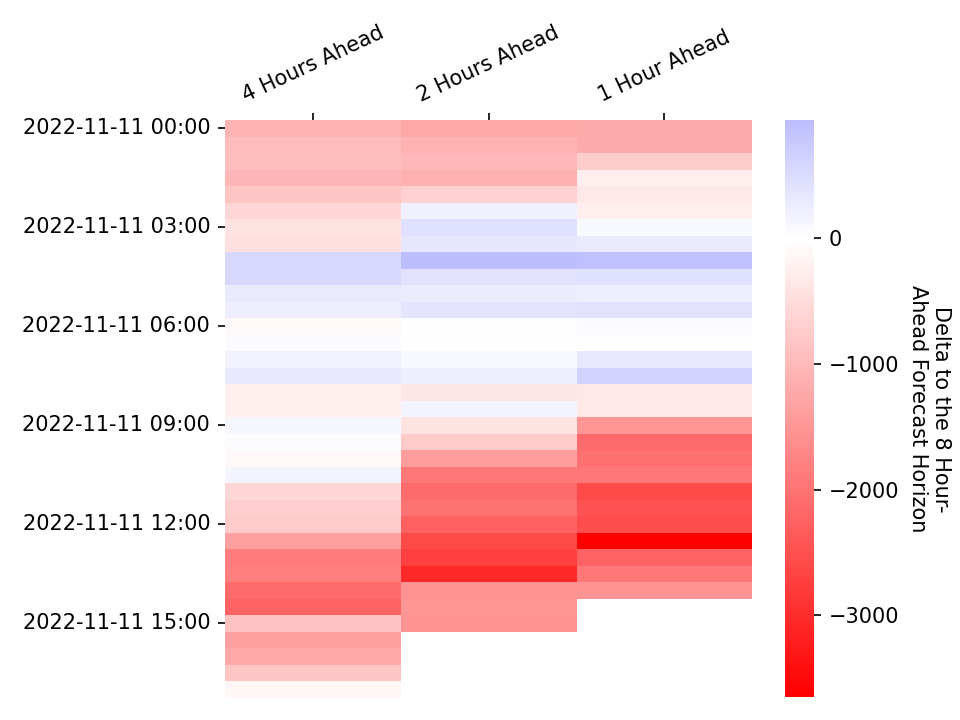 4 Hours Ahead
2 Hours Ahead
1 Hour Ahead
2022-11-11 00:00
2022-11-11 03:00
2022-11-11 06:00
2022-11-11 09:00
2022-11-11 12:00
2022-11-11 15:00
0
−1000
−2000
−3000
Delta to the 8 Hour-
Ahead Forecast Horizon